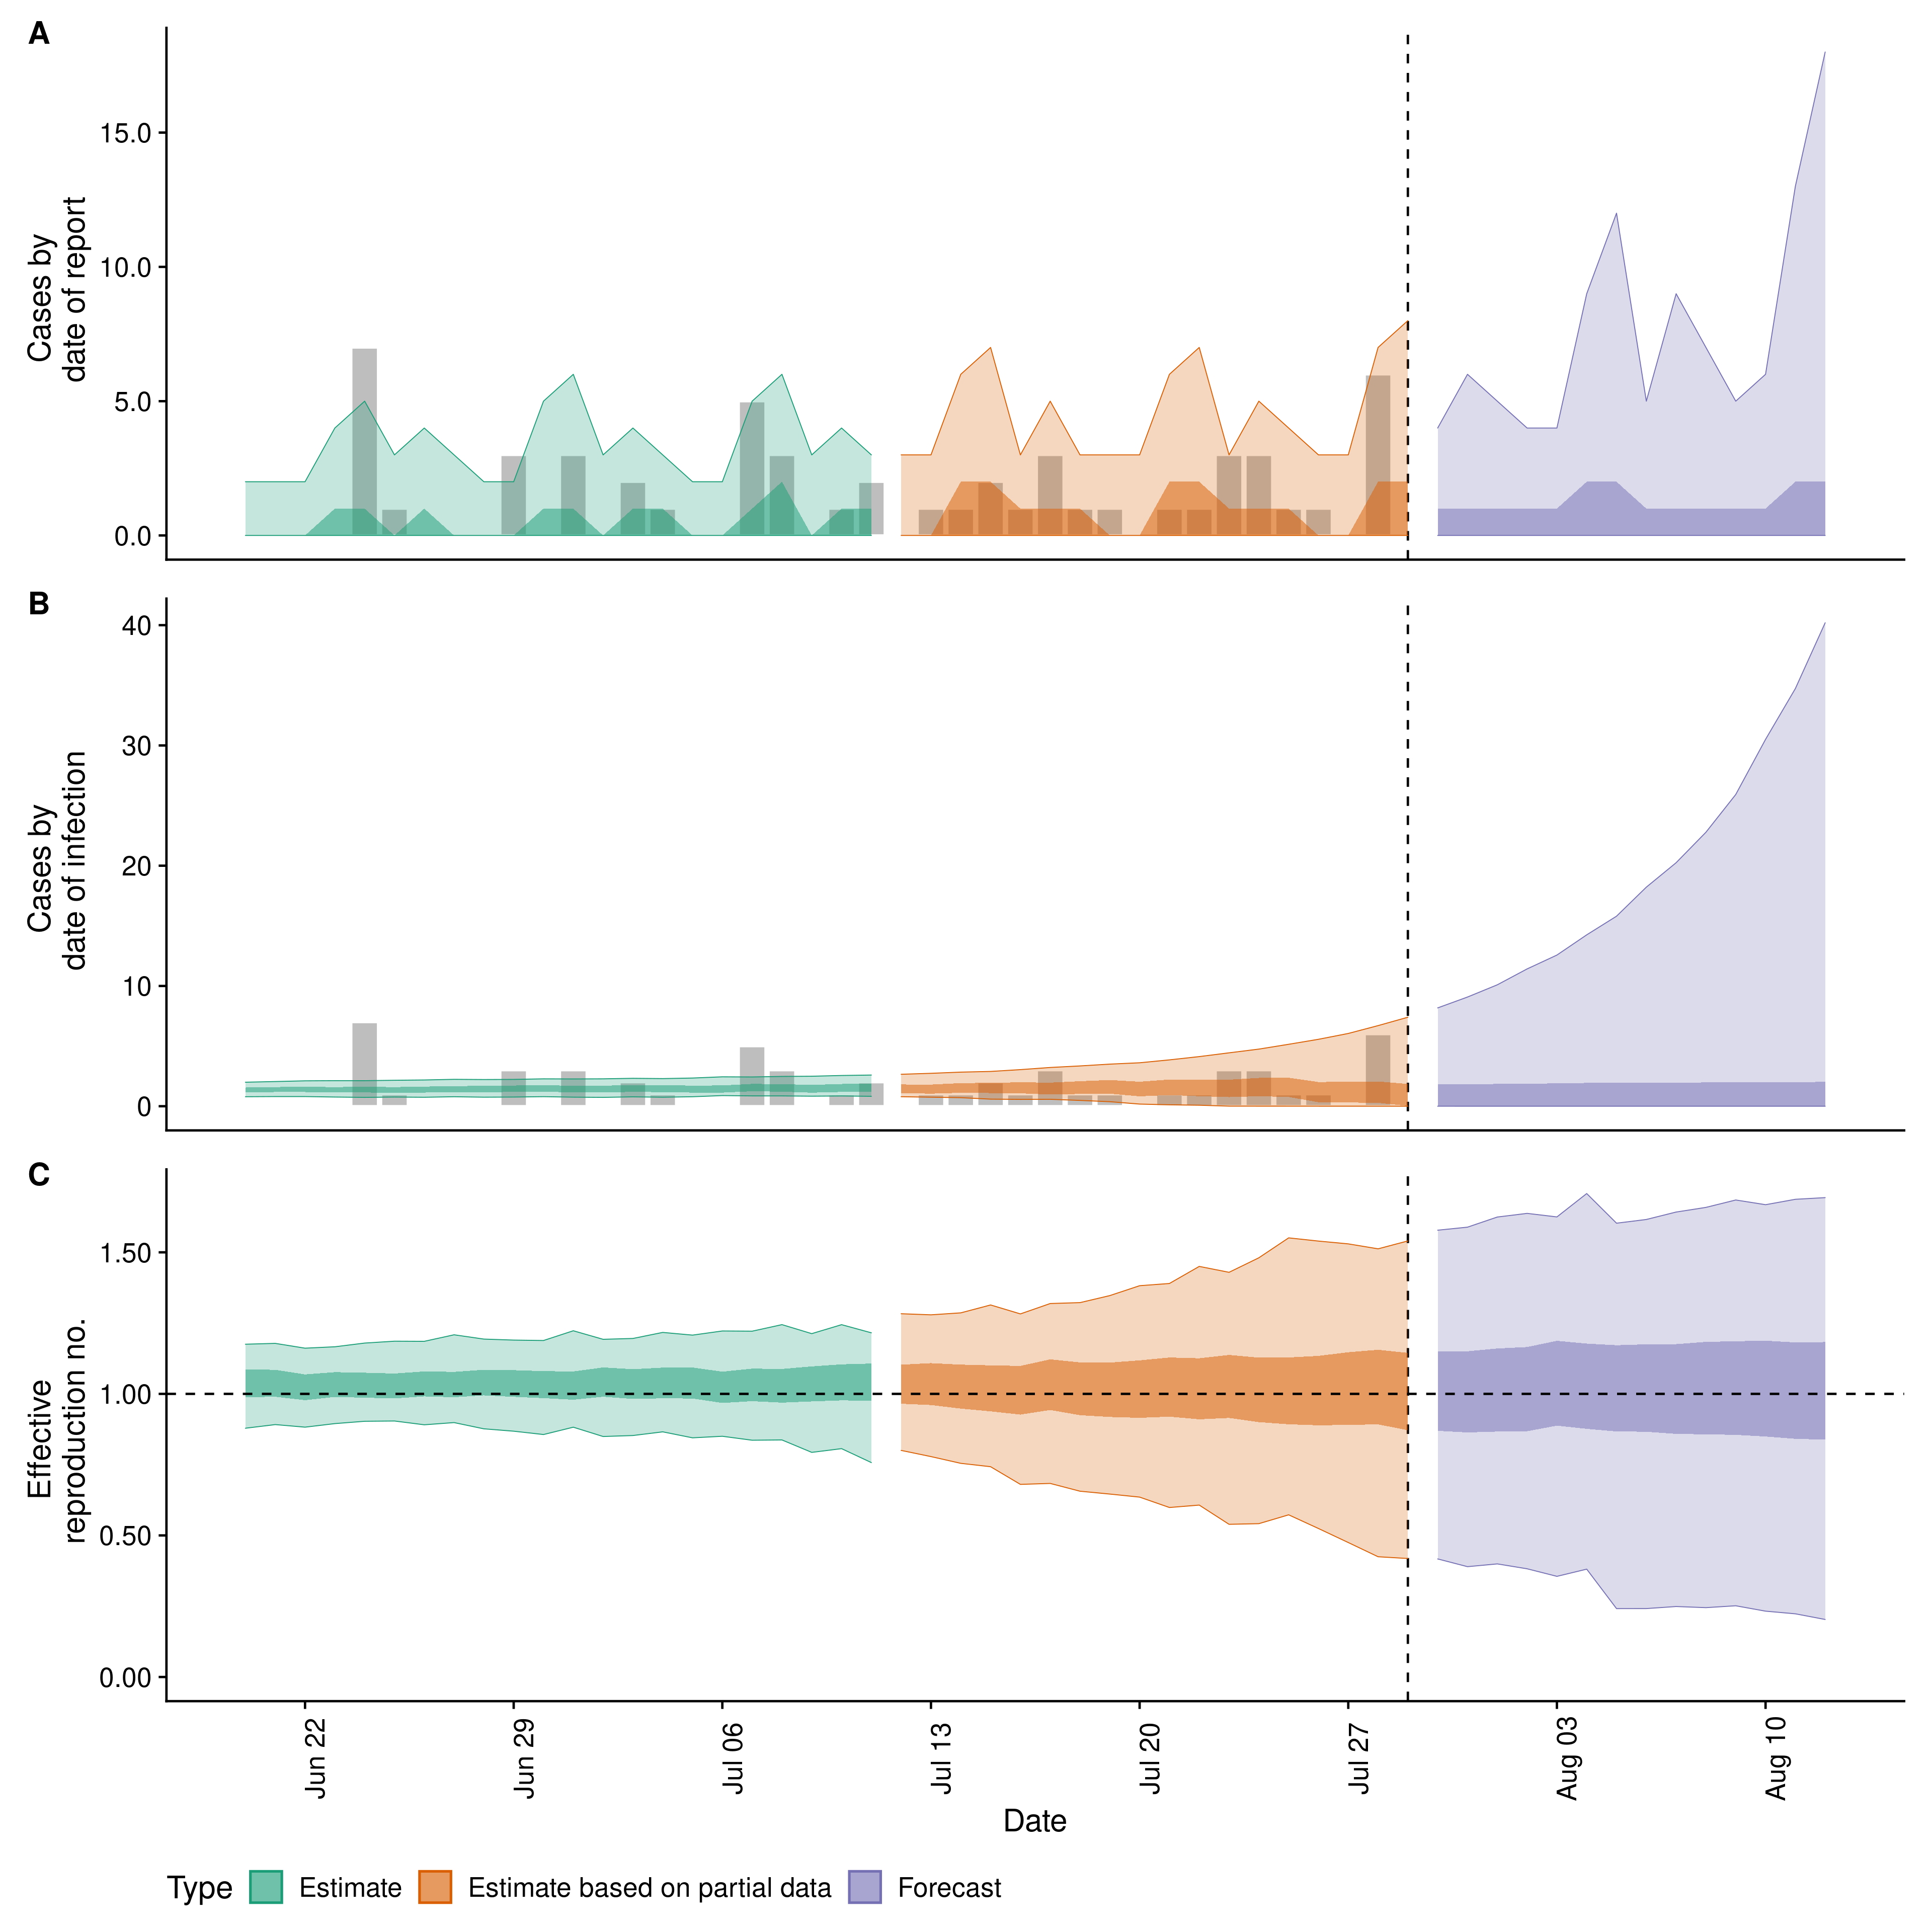 A
Cases by
date of report
15.0
10.0
5.0
0.0
B
Cases by
date of infection
40
30
20
10
0
C
Effective
reproduction no.
1.50
1.00
0.50
0.00
Jun 22
Jun 29
Jul 06
Jul 13
Jul 20
Jul 27
Aug 03
Aug 10
Date
Type Estimate Estimate based on partial data Forecast